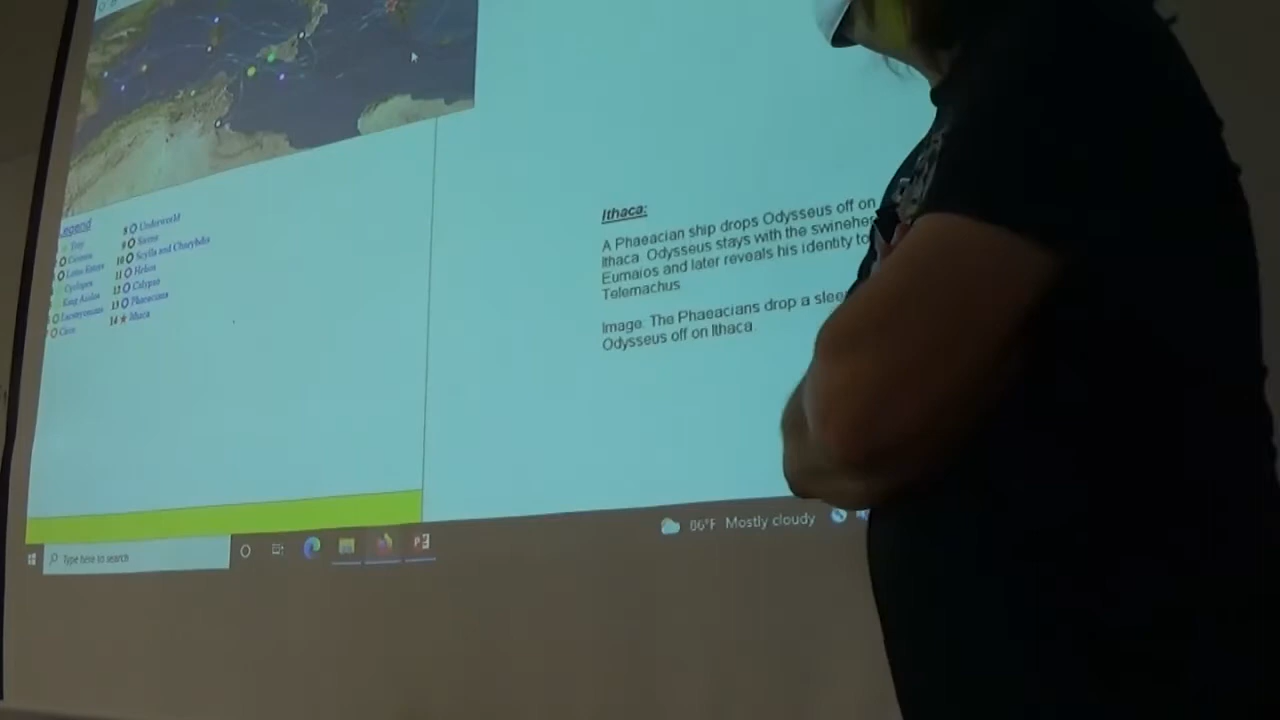 Legend
Troy
Cicones
Lotus Eaters
Cyclopes
King Aiolos
Laestrygonians
Circe
8 Underworld
9 Sirens
10 Scylla and Charybdis
11 Helios
12 Calypso
13 Phaeacians
14 Ithaca
Ithaca:
A Phaeacian ship drops Odysseus off on
Ithaca. Odysseus stays with the swinehe
Eumaios and later reveals his identity to
Telemachus.
Image: The Phaeacians drop a slee
Odysseus off on Ithaca.
Type here to search
66°F Mostly cloudy